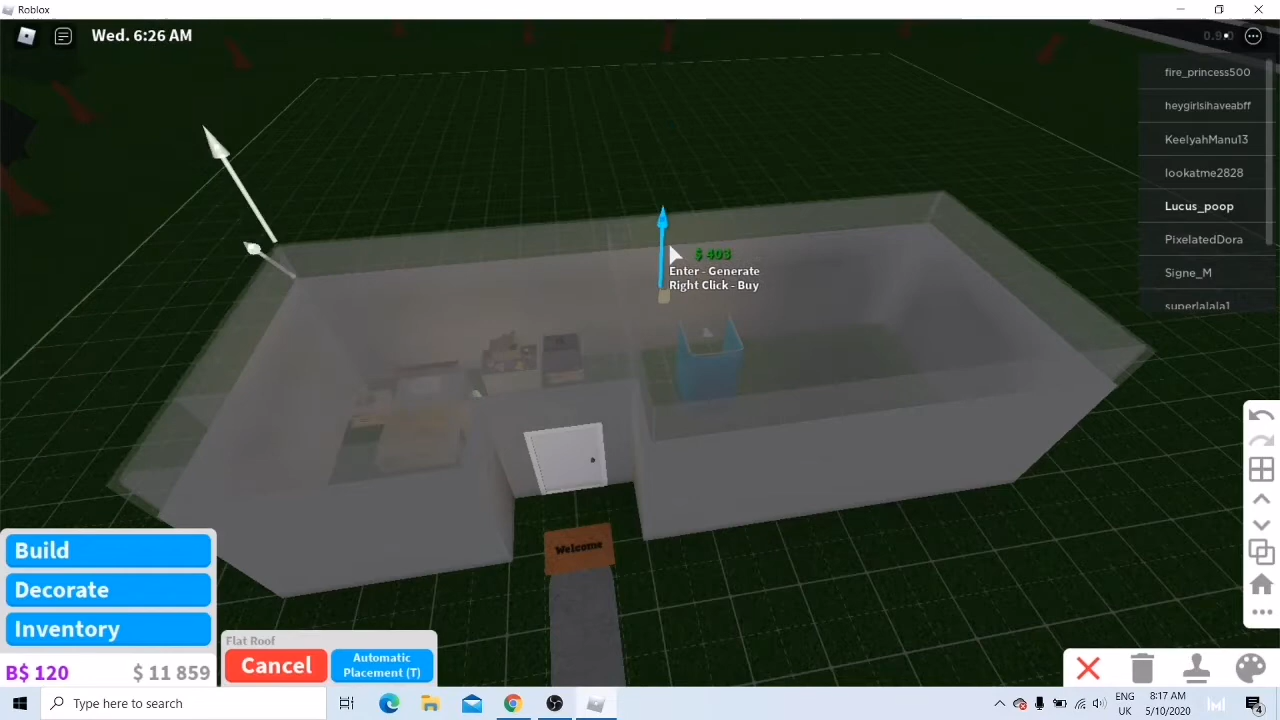 Roblox
Wed. 6:26 AM
fire_princess500
heygirlsihaveabff
KeelyahManu13
lookatme2828
Lucus_poop
PixelatedDora
Signe_M
superlalala1
$ 403
Enter - Generate
Right Click - Buy
Welcome
Build
Decorate
Inventory
B$ 120
$ 11 859
Flat Roof
Cancel
Automatic
Placement (T)
Type here to search
ENG
UK
8:17 AM
5/10/2020
4